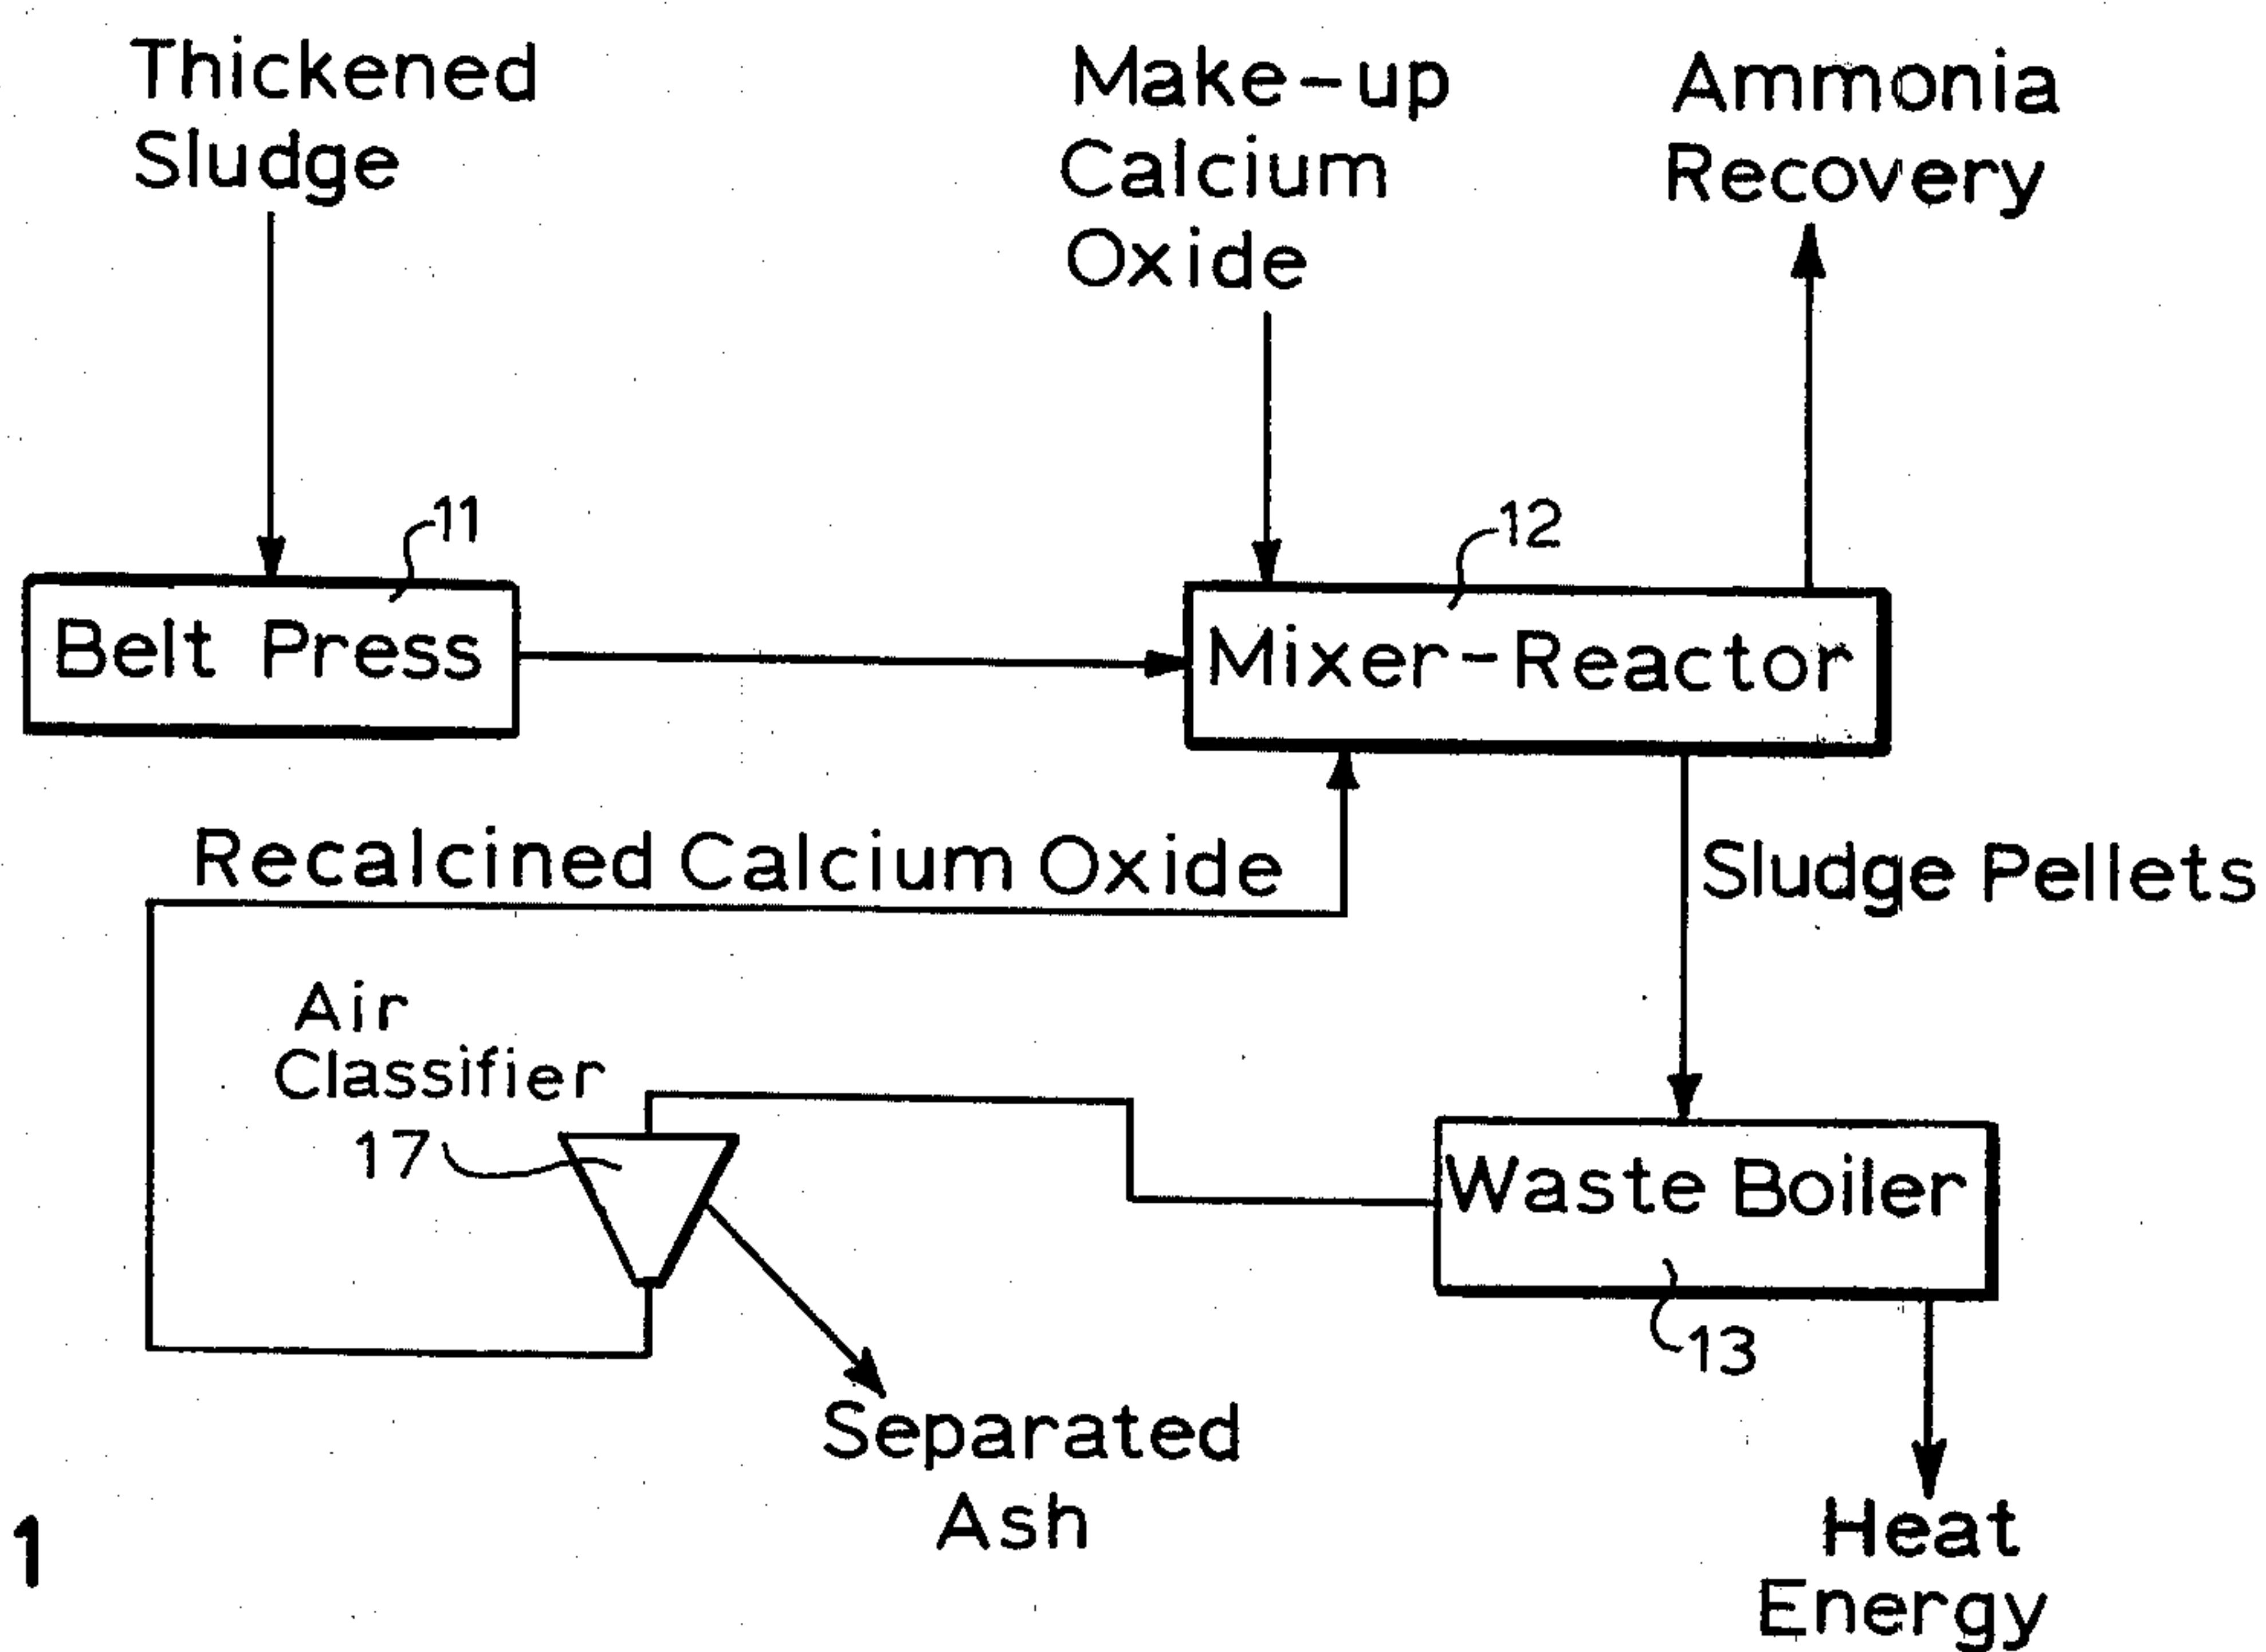 Thickened
Sludge
Make-up
Calcium
Oxide
Ammonia
Recovery
11
12
Belt Press
Mixer-Reactor
Recalcined Calcium Oxide
Sludge Pellets
Air
Classifier
17
Waste Boiler
13
Separated
Ash
Heat
Energy
1